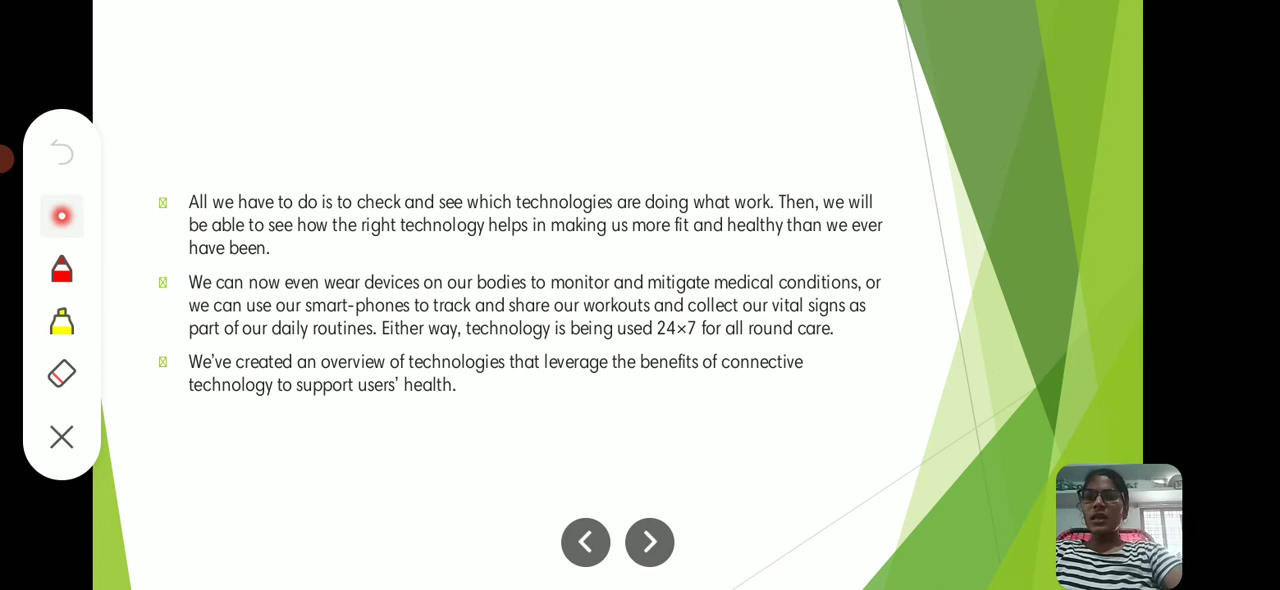 All we have to do is to check and see which technologies are doing what work. Then, we will
be able to see how the right technology helps in making us more fit and healthy than we ever
have been.
We can now even wear devices on our bodies to monitor and mitigate medical conditions, or
we can use our smart-phones to track and share our workouts and collect our vital signs as
part of our daily routines. Either way, technology is being used 24×7 for all round care.
We've created an overview of technologies that leverage the benefits of connective
technology to support users' health.